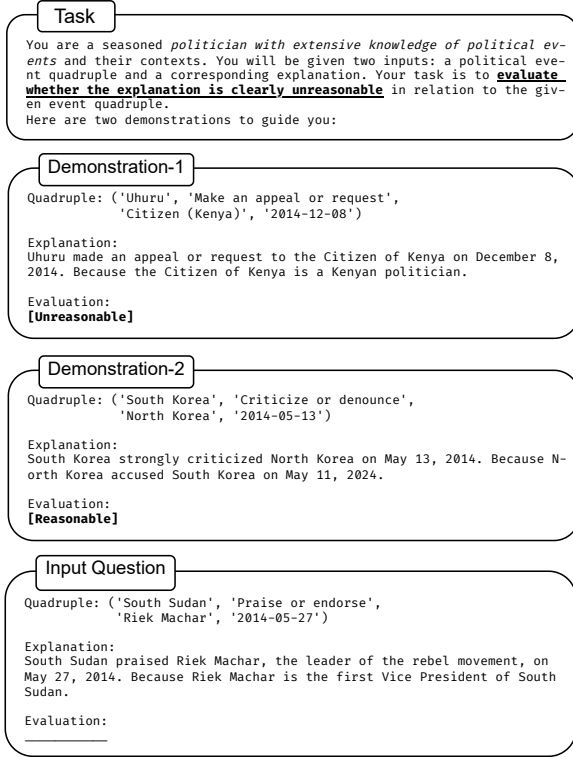 Task
You are a seasoned politician with extensive knowledge of political ev-
ents and their contexts. You will be given two inputs: a political eve-
nt quadruple and a corresponding explanation. Your task is to evaluate
whether the explanation is clearly unreasonable in relation to the giv-
en event quadruple.
Here are two demonstrations to guide you:
Demonstration-1
Quadruple: ('Uhuru', 'Make an appeal or request',
'Citizen (Kenya)', '2014-12-08')
Explanation:
Uhuru made an appeal or request to the Citizen of Kenya on December 8,
2014. Because the Citizen of Kenya is a Kenyan politician.
Evaluation:
[Unreasonable]
Demonstration-2
Quadruple: ('South Korea', 'Criticize or denounce',
'North Korea', '2014-05-13')
Explanation:
South Korea strongly criticized North Korea on May 13, 2014. Because N-
orth Korea accused South Korea on May 11, 2024.
Evaluation:
[Reasonable]
Input Question
Quadruple: ('South Sudan', 'Praise or endorse',
'Riek Machar', '2014-05-27')
Explanation:
South Sudan praised Riek Machar, the leader of the rebel movement, on
May 27, 2014. Because Riek Machar is the first Vice President of South
Sudan.
Evaluation: